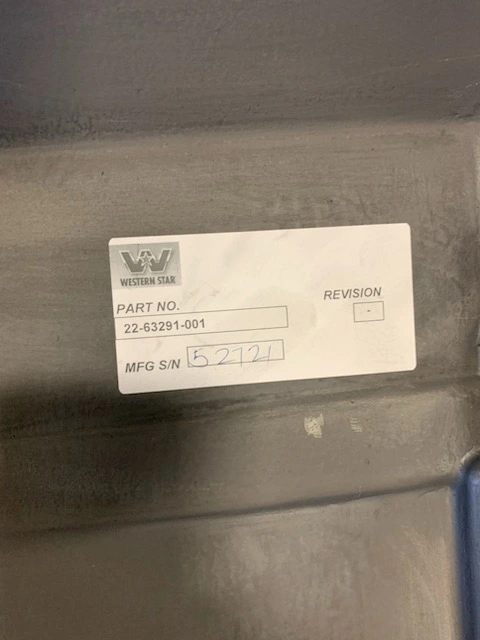 WESTERN STAR
PART NO.
22-63291-001
REVISION
-
MFG S/N 52721